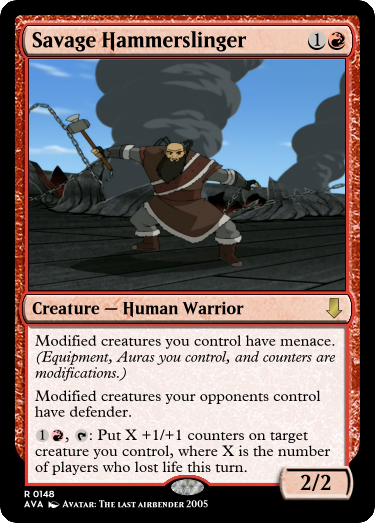 Savage Hammerslinger 1
Creature — Human Warrior
Modified creatures you control have menace.
(Equipment, Auras you control, and counters are
modifications.)
Modified creatures your opponents control
have defender.
1 , : Put X +1/+1 counters on target
creature you control, where X is the number
of players who lost life this turn.
2/2
R 0148
AVA Avatar: The last airbender 2005